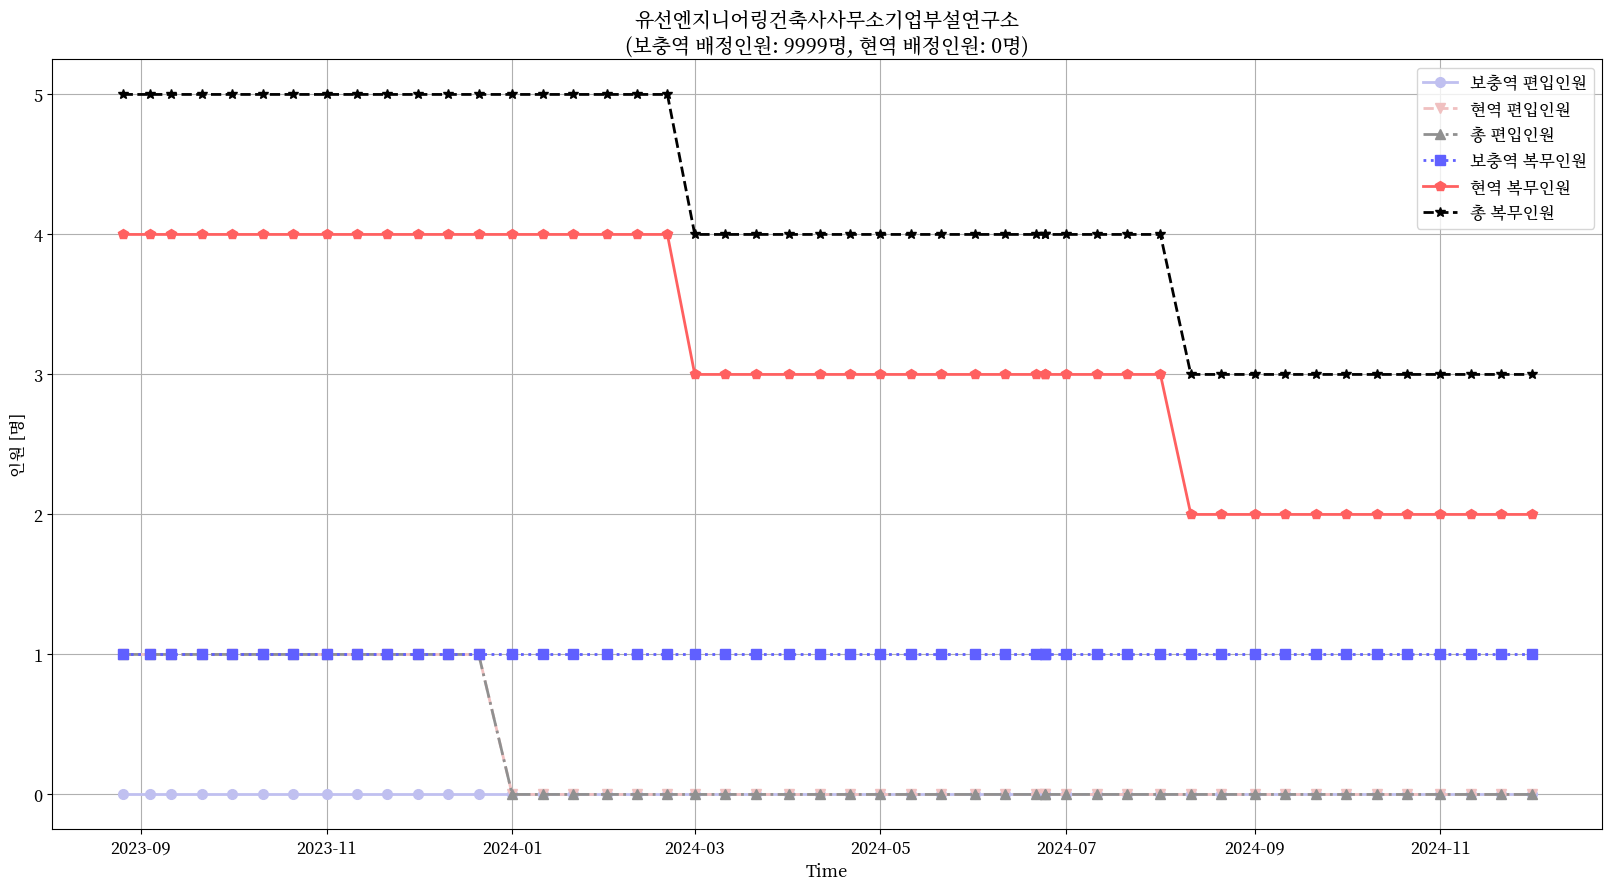 유선엔지니어링건축사사무소기업부설연구소
(보충역 배정인원: 9999명, 현역 배정인원: 0명)
보충역 편입인원
현역 편입인원
총 편입인원
보충역 복무인원
현역 복무인원
총 복무인원
인원 [명]
5
4
3
2
1
0
2023-09
2023-11
2024-01
2024-03
2024-05
2024-07
2024-09
2024-11
Time